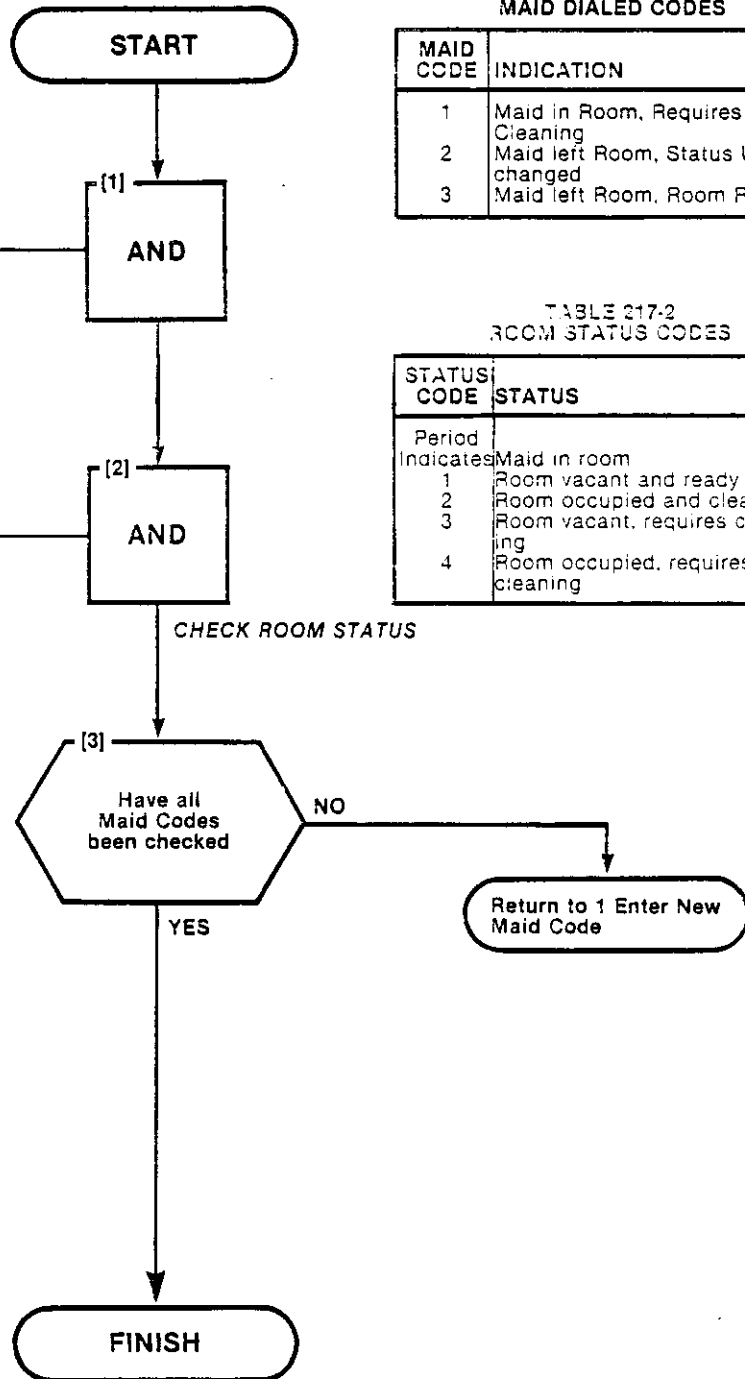 START
[1]
AND
[2]
AND
CHECK ROOM STATUS
[3]
Have all
Maid Codes
been checked
NO
Return to 1 Enter New
Maid Code
YES
FINISH
MAID DIALED CODES
MAID
CODE INDICATION
1 Maid in Room, Requires
Cleaning
2 Maid left Room, Status
changed
3 Maid left Room, Room
TABLE 217-2
ROOM STATUS CODES
STATUS
CODE STATUS
Period
Indicates Maid in room
1 Room vacant and ready
2 Room occupied and
3 Room vacant, requires
ing
4 Room occupied, requires
cleaning